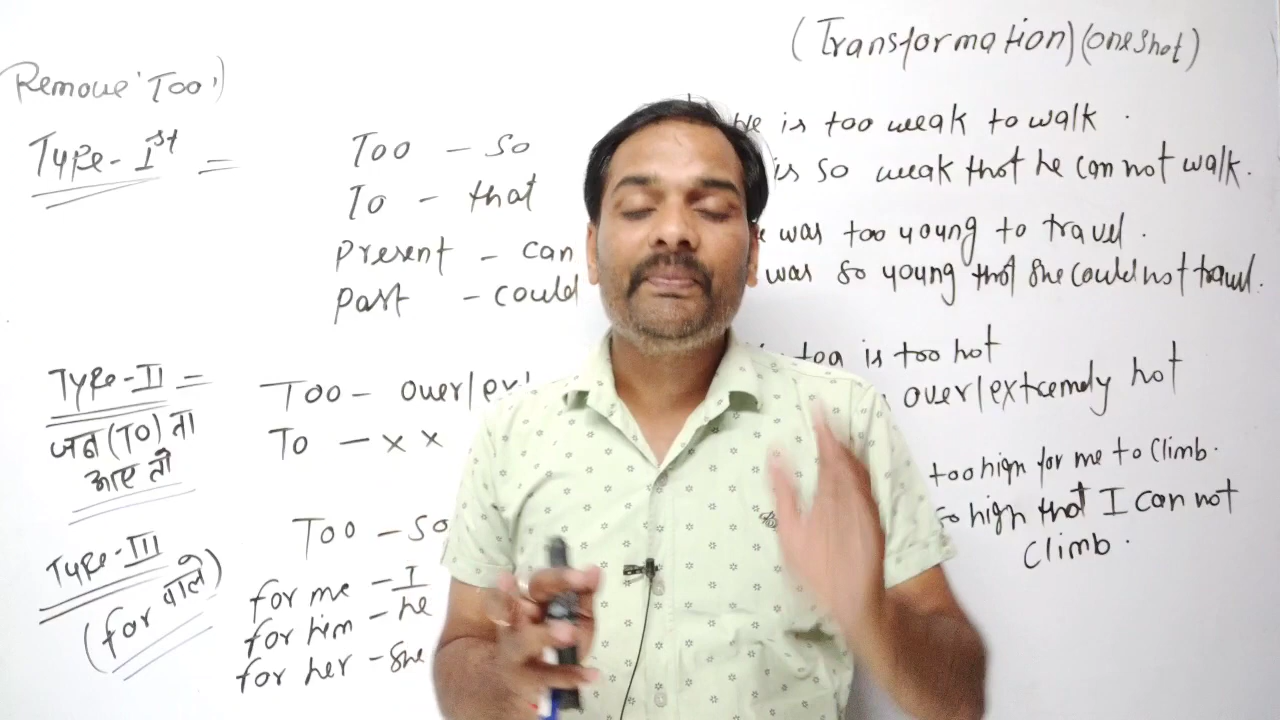 (Transformation) (one shot)
Remove 'Too')
Type - Ist =
Too - so
To - that
Present - can
Past - could
He is too weak to walk .
is so weak that he can not walk.
was too young to travel .
was so young that she could not travel.
Type - II =
जब (TO) ना
आए तो
Too - over/ex
To - x x
tea is too hot
over/extremely hot
Type - III
(for वाले)
Too - so
for me - I
for him - he
for her - she
too high for me to climb.
so high that I can not
climb .